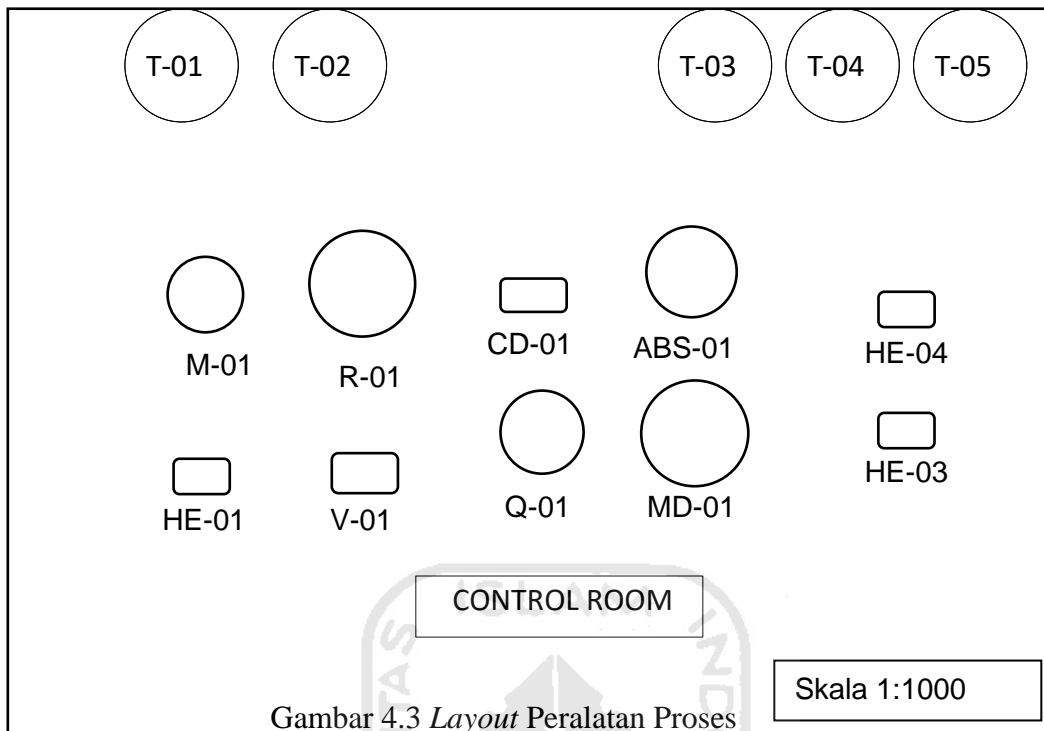 T-01 T-02 T-03 T-04 T-05
M-01 R-01 CD-01 ABS-01 HE-04
HE-01 V-01 Q-01 MD-01 HE-03
ISLAM
CONTROL ROOM
Skala 1:1000
Gambar 4.3 Layout Peralatan Proses